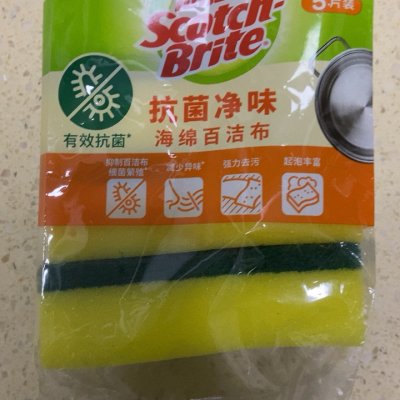 Scotch-
Brite
5片装
抗菌净味
海绵百洁布
有效抗菌*
抑制百洁布
细菌繁殖*
减少异味*
强力去污
起泡丰富